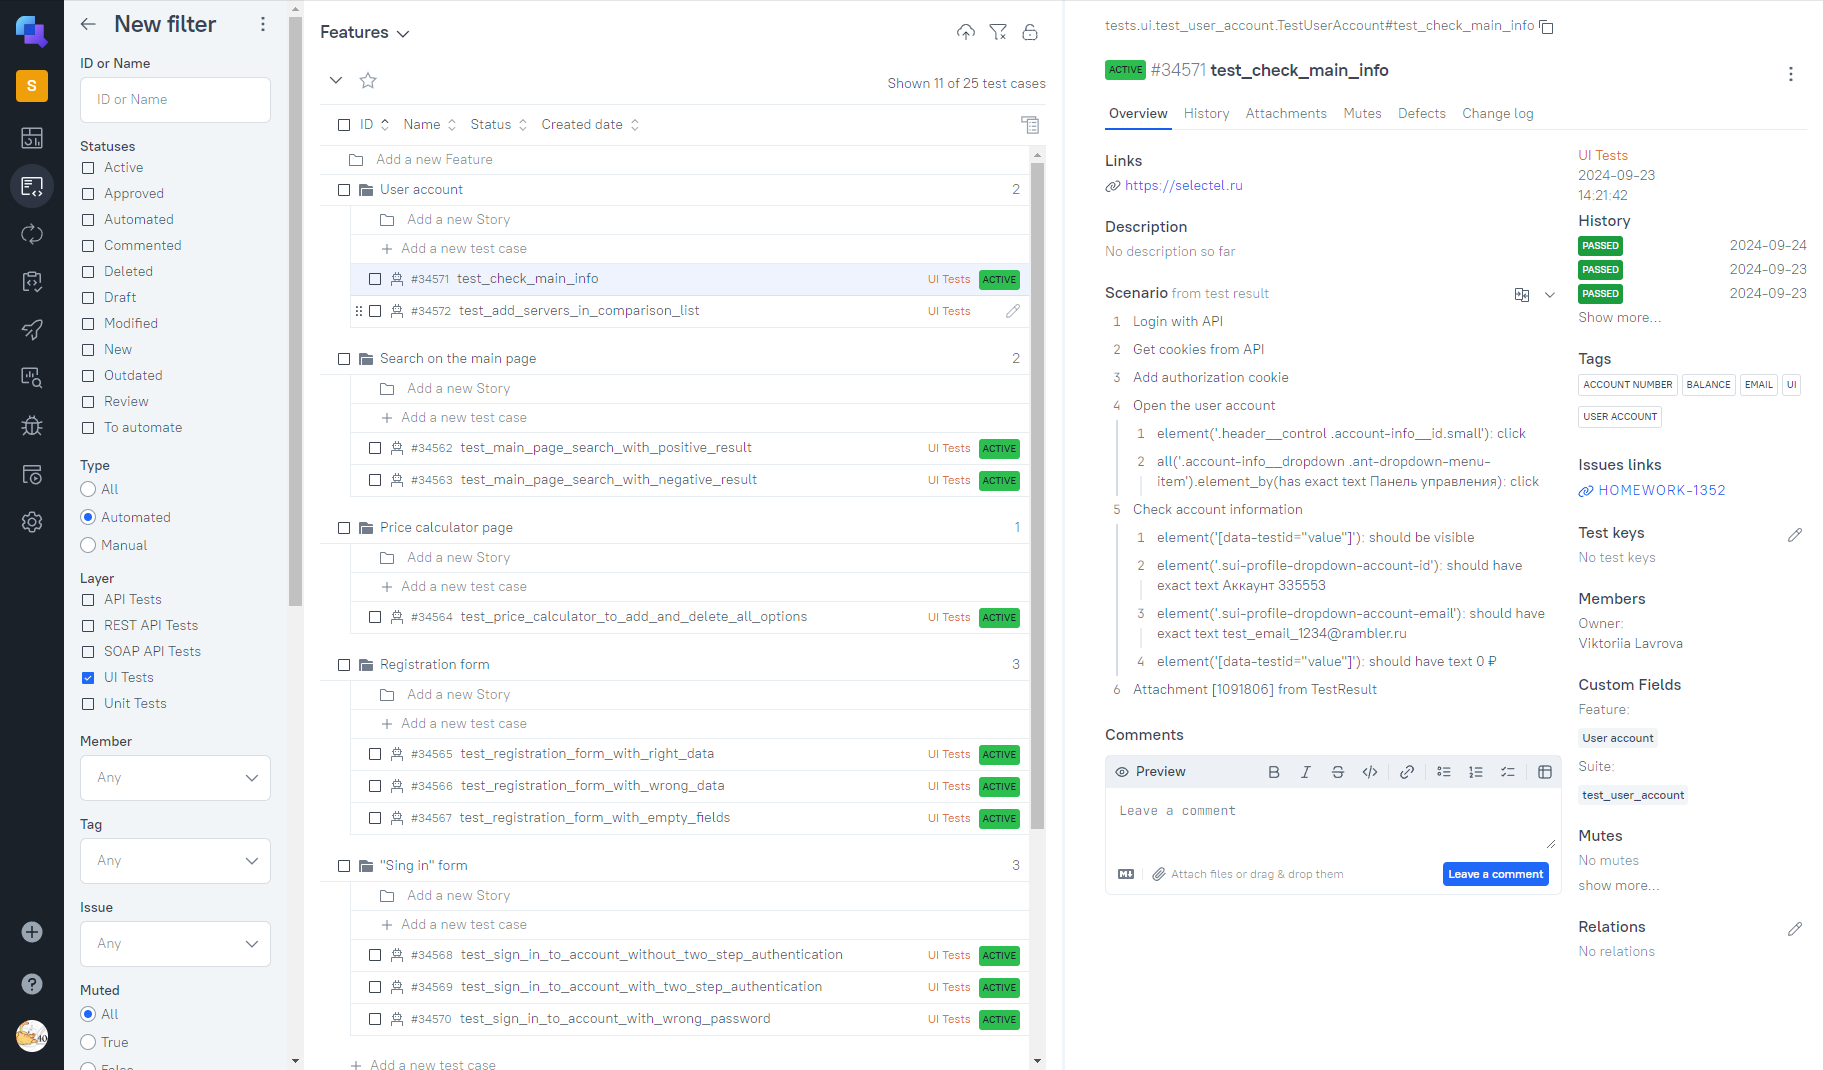 S
New filter
ID or Name
ID or Name
Statuses
Active
Approved
Automated
Commented
Deleted
Draft
Modified
New
Outdated
Review
To automate
Type
All
Automated
Manual
Layer
API Tests
REST API Tests
SOAP API Tests
UI Tests
Unit Tests
Member
Any
Tag
Any
Issue
Any
Muted
All
True
False
Features
Shown 11 of 25 test cases
ID Name Status Created date
Add a new Feature
User account 2
Add a new Story
Add a new test case
#34571 test_check_main_info UI Tests ACTIVE
#34572 test_add_servers_in_comparison_list UI Tests
Search on the main page 2
Add a new Story
Add a new test case
#34562 test_main_page_search_with_positive_result UI Tests ACTIVE
#34563 test_main_page_search_with_negative_result UI Tests ACTIVE
Price calculator page 1
Add a new Story
Add a new test case
#34564 test_price_calculator_to_add_and_delete_all_options UI Tests ACTIVE
Registration form 3
Add a new Story
Add a new test case
#34565 test_registration_form_with_right_data UI Tests ACTIVE
#34566 test_registration_form_with_wrong_data UI Tests ACTIVE
#34567 test_registration_form_with_empty_fields UI Tests ACTIVE
"Sing in" form 3
Add a new Story
Add a new test case
#34568 test_sign_in_to_account_without_two_step_authentication UI Tests ACTIVE
#34569 test_sign_in_to_account_with_two_step_authentication UI Tests ACTIVE
#34570 test_sign_in_to_account_with_wrong_password UI Tests ACTIVE
Add a new test case
tests.ui.test_user_account.TestUserAccount#test_check_main_info
ACTIVE #34571 test_check_main_info
Overview History Attachments Mutes Defects Change log
Links
https://selectel.ru
Description
No description so far
Scenario from test result
1 Login with API
2 Get cookies from API
3 Add authorization cookie
4 Open the user account
1 element('.header__control .account-info__id.small'): click
2 all('.account-info__dropdown .ant-dropdown-menu-
item').element_by(has exact text Панель управления): click
5 Check account information
1 element('[data-testid="value"]'): should be visible
2 element('.sui-profile-dropdown-account-id'): should have
exact text Аккаунт 335553
3 element('.sui-profile-dropdown-account-email'): should have
exact text test_email_1234@rambler.ru
4 element('[data-testid="value"]'): should have text 0 ₽
6 Attachment [1091806] from TestResult
Comments
Preview
Leave a comment
Attach files or drag & drop them
Leave a comment
UI Tests
2024-09-23
14:21:42
History
PASSED 2024-09-24
PASSED 2024-09-23
PASSED 2024-09-23
Show more...
Tags
ACCOUNT NUMBER BALANCE EMAIL UI
USER ACCOUNT
Issues links
HOMEWORK-1352
Test keys
No test keys
Members
Owner:
Viktoriia Lavrova
Custom Fields
Feature:
User account
Suite:
test_user_account
Mutes
No mutes
show more...
Relations
No relations